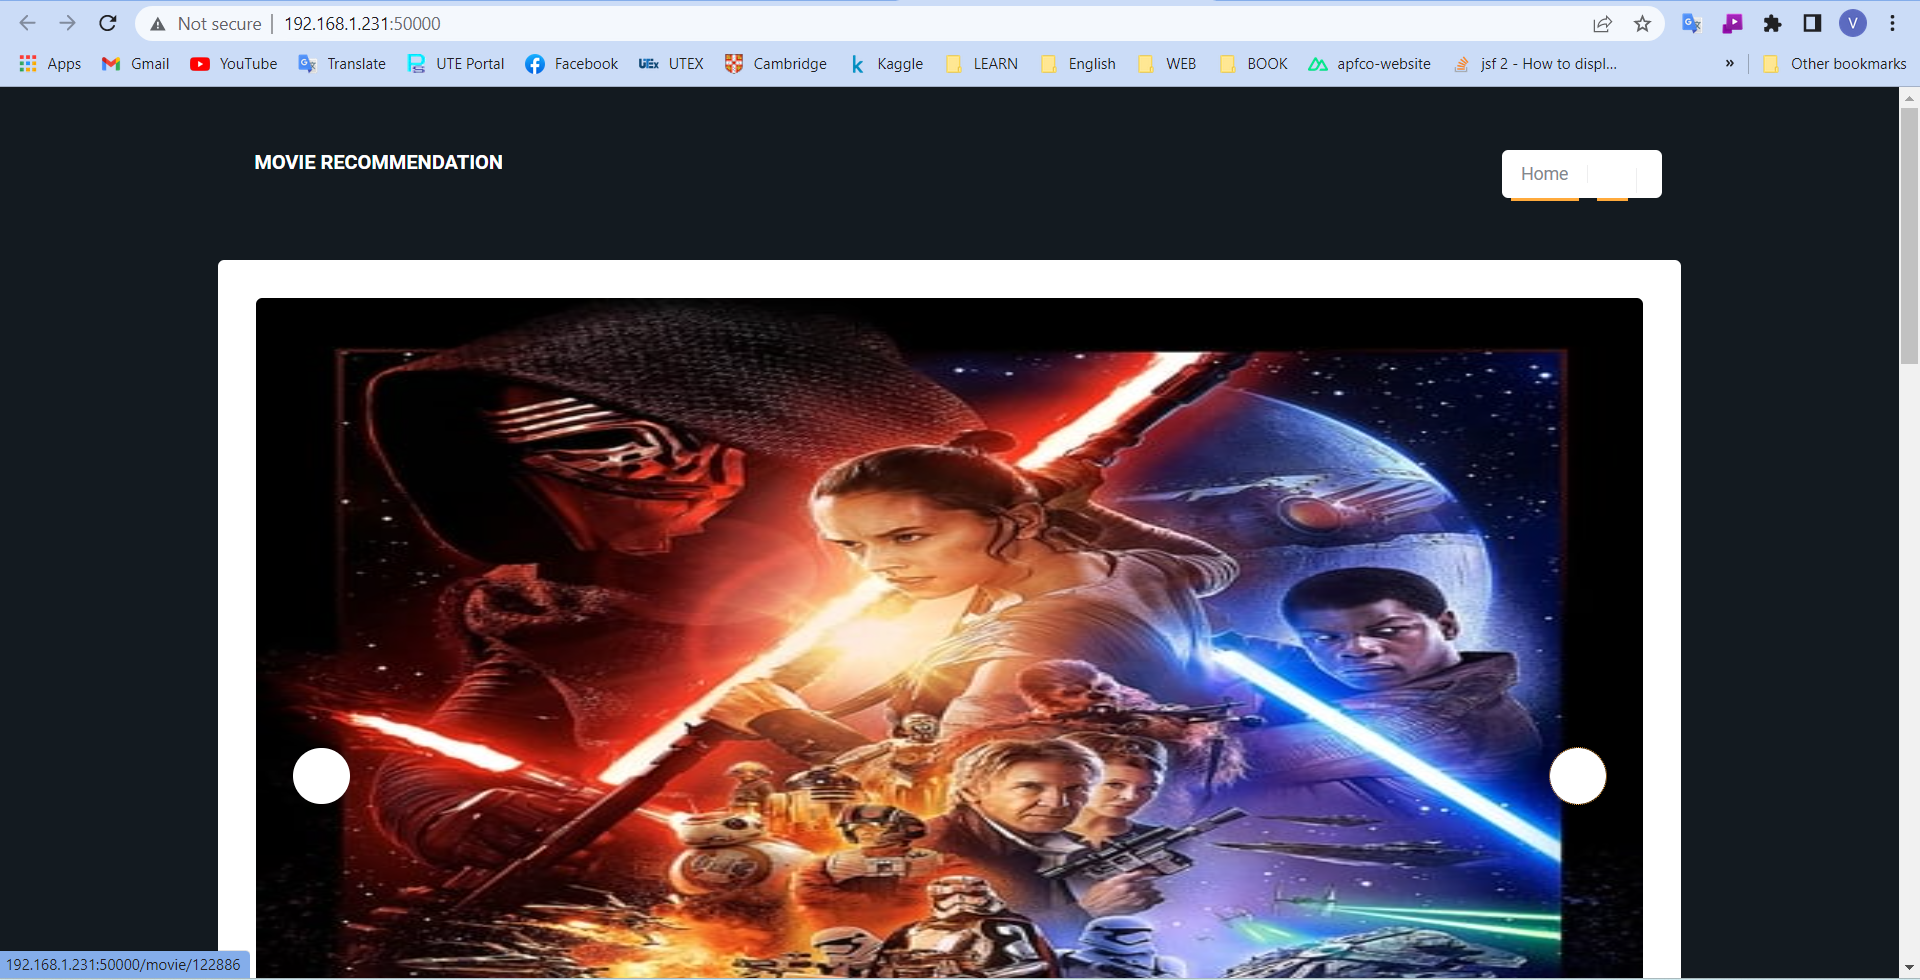 Not secure | 192.168.1.231:50000
V
Apps Gmail YouTube Translate UTE Portal Facebook UTEX UTEX Cambridge Kaggle LEARN English WEB BOOK apfco-website jsf 2 - How to displ... » Other bookmarks
MOVIE RECOMMENDATION
Home
192.168.1.231:50000/movie/122886